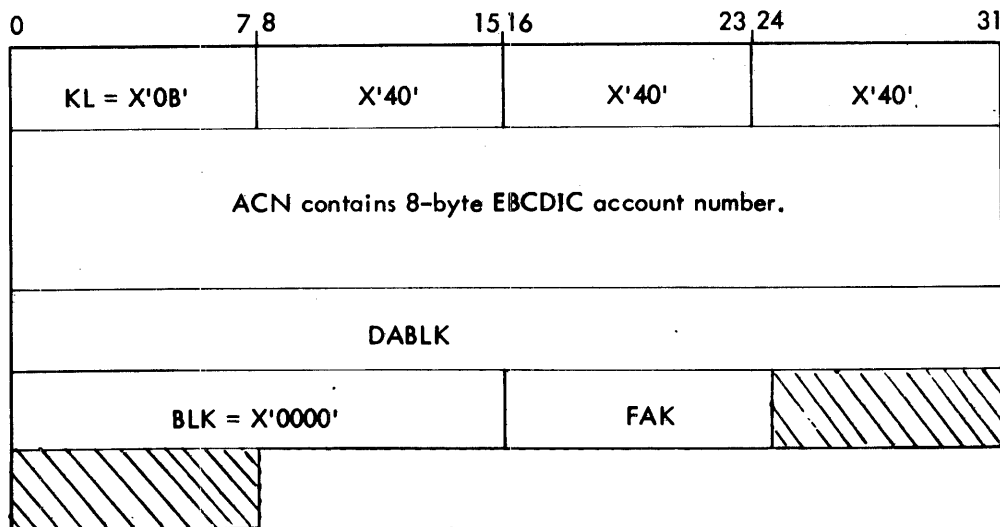 0 7 8 15 16 23 24 31
KL = X'0B' X'40' X'40' X'40'
ACN contains 8-byte EBCDIC account number.
DABLK
BLK = X'0000' FAK